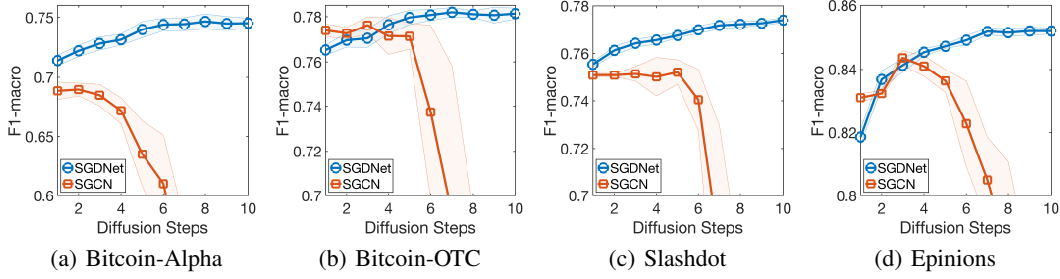 0.75
0.7
0.65
0.6
F1-macro
SGDNet
SGCN
2 4 6 8 10
Diffusion Steps
(a) Bitcoin-Alpha
0.78
0.76
0.74
0.72
0.7
F1-macro
SGDNet
SGCN
2 4 6 8 10
Diffusion Steps
(b) Bitcoin-OTC
0.78
0.76
0.74
0.72
0.7
F1-macro
SGDNet
SGCN
2 4 6 8 10
Diffusion Steps
(c) Slashdot
0.86
0.84
0.82
0.8
F1-macro
SGDNet
SGCN
2 4 6 8 10
Diffusion Steps
(d) Epinions